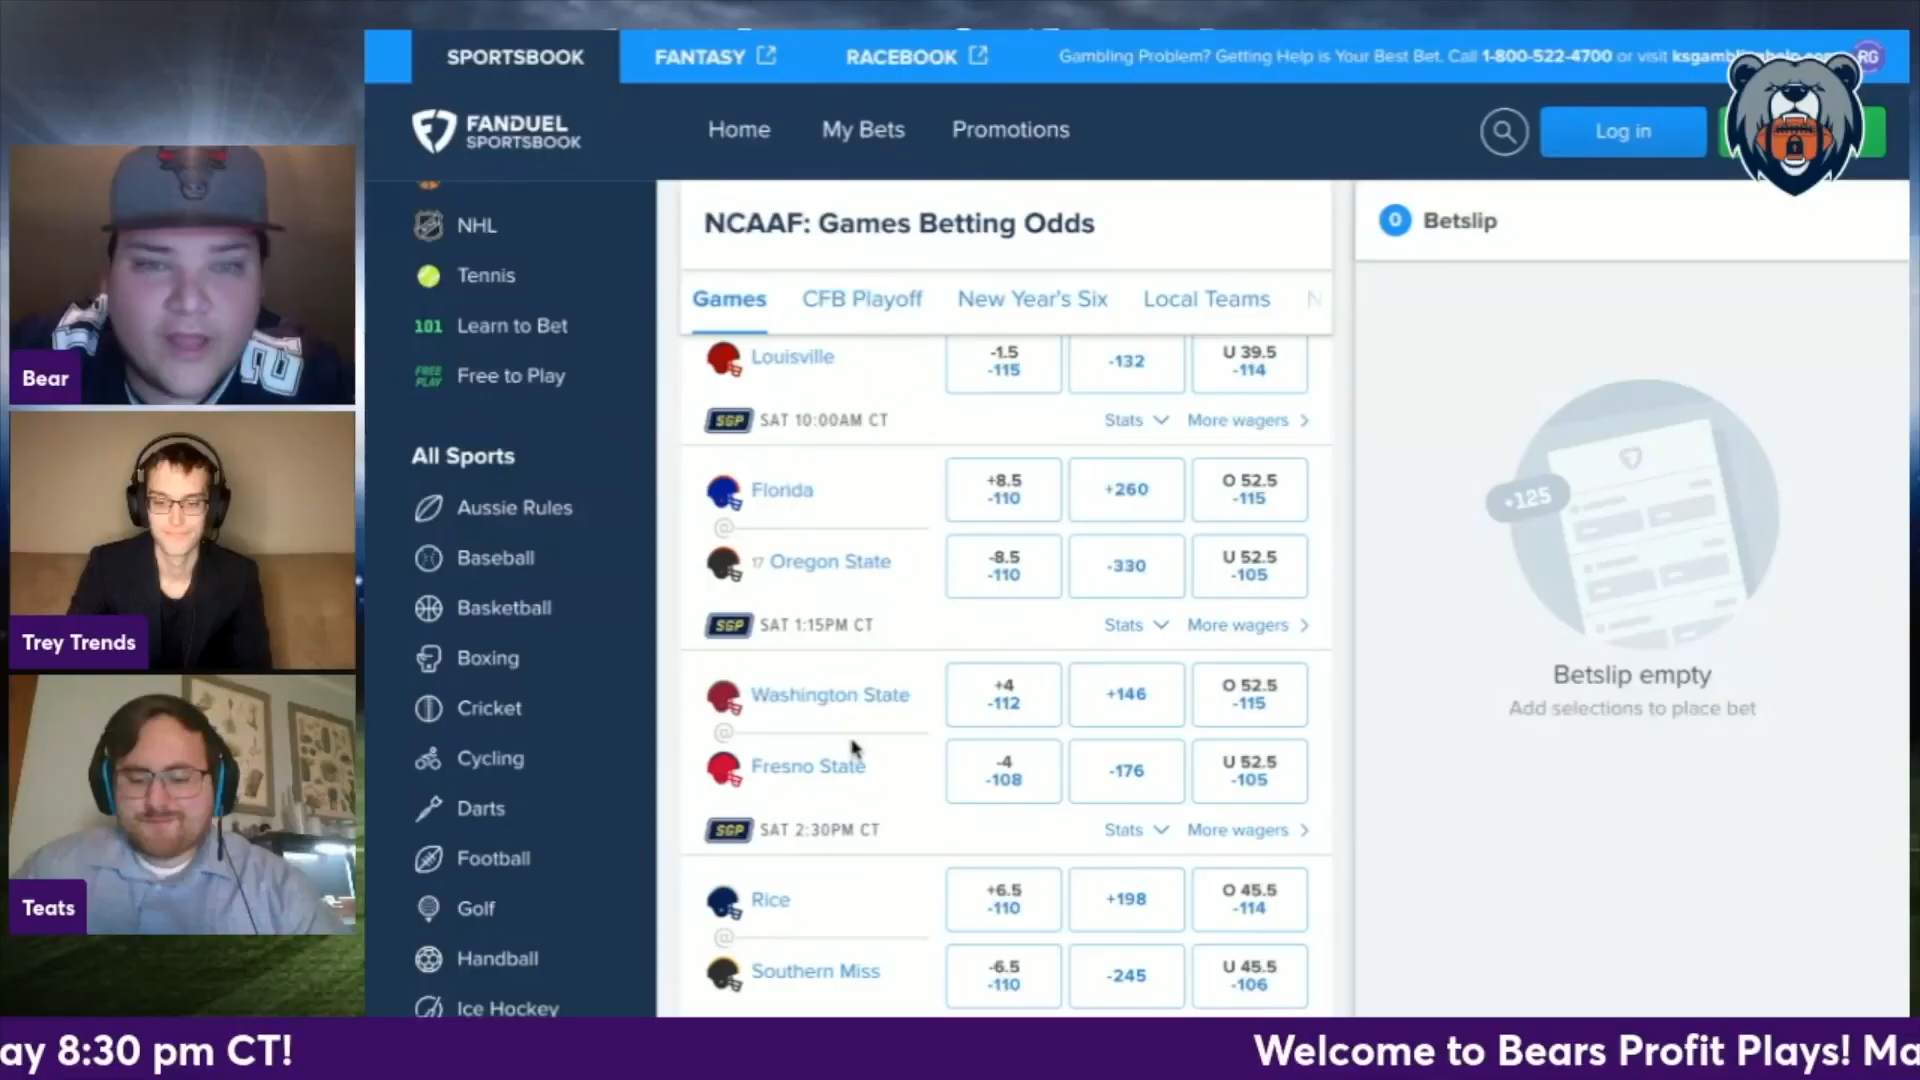 SPORTSBOOK
FANTASY
RACEBOOK
Gambling Problem? Getting Help is Your Best Bet. Call 1-800-522-4700 or visit
RG
FANDUEL
SPORTSBOOK
Home
My Bets
Promotions
Log in
NHL
Tennis
101 Learn to Bet
FREE PLAY Free to Play
All Sports
Aussie Rules
Baseball
Basketball
Boxing
Cricket
Cycling
Darts
Football
Golf
Handball
Ice Hockey
NCAAF: Games Betting Odds
Games
CFB Playoff
New Year's Six
Local Teams
N
Louisville
-1.5
-115
-132
U 39.5
-114
SGP SAT 10:00AM CT
Stats
More wagers
Florida
+8.5
-110
+260
O 52.5
-115
@
17 Oregon State
-8.5
-110
-330
U 52.5
-105
SGP SAT 1:15PM CT
Stats
More wagers
Washington State
+4
-112
+146
O 52.5
-115
@
Fresno State
-4
-108
-176
U 52.5
-105
SGP SAT 2:30PM CT
Stats
More wagers
Rice
+6.5
-110
+198
O 45.5
-114
@
Southern Miss
-6.5
-110
-245
U 45.5
-106
0 Betslip
+125
Betslip empty
Add selections to place bet
Bear
Trey Trends
Teats
ay 8:30 pm CT!
Welcome to Bears Profit Plays! Ma